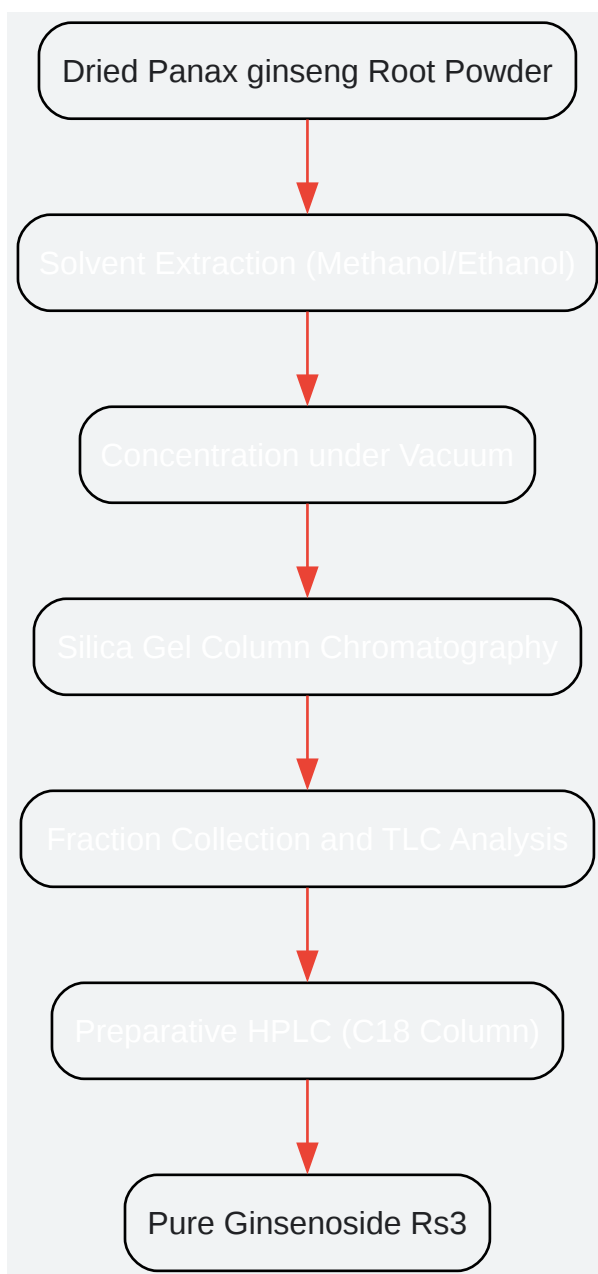 Dried Panax ginseng Root Powder
Solvent Extraction (Methanol/Ethanol)
Concentration under Vacuum
Silica Gel Column Chromatography
Fraction Collection and TLC Analysis
Preparative HPLC (C18 Column)
Pure Ginsenoside Rs3